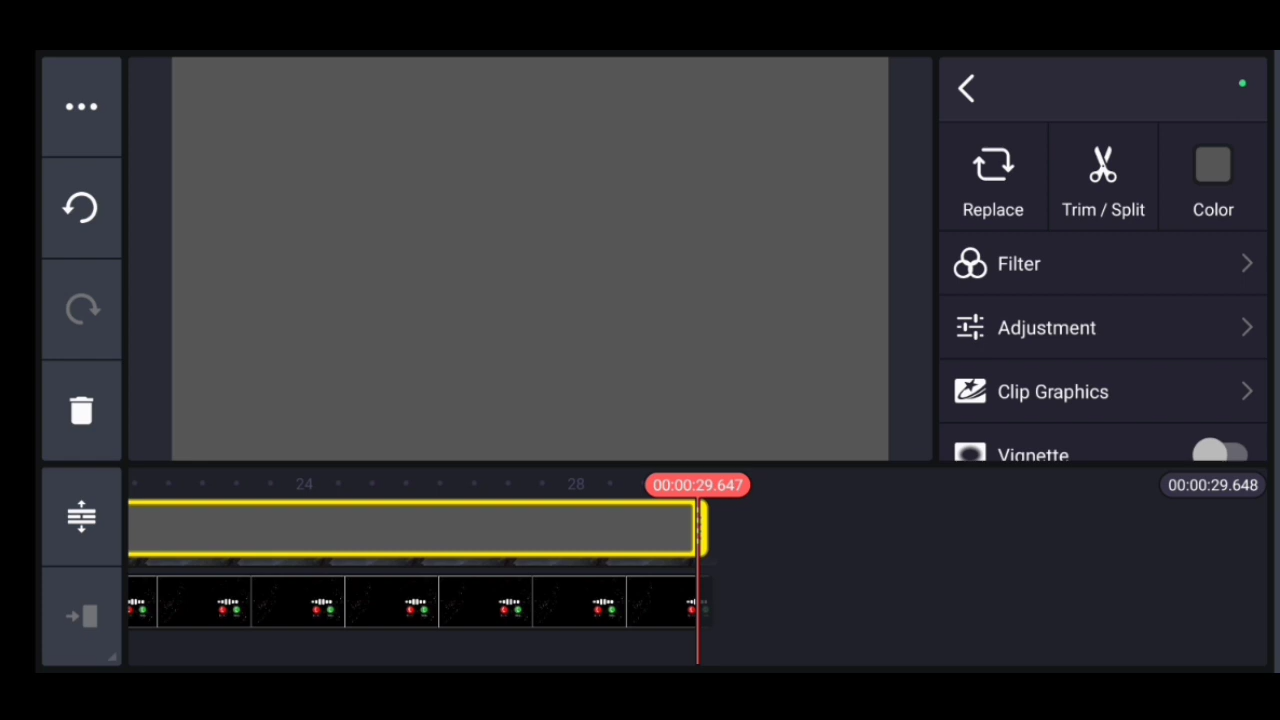 Replace
Trim / Split
Color
Filter
Adjustment
Clip Graphics
Vignette
24
28
00:00:29.647
00:00:29.648